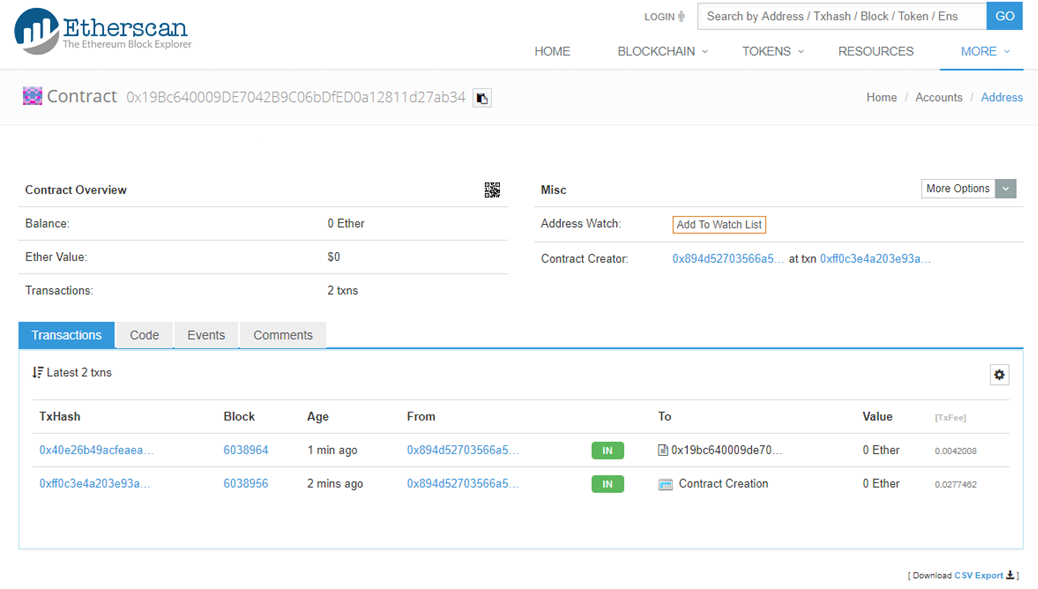 LOGIN Search by Address / Txhash / Block / Token / Ens GO
Etherscan
The Ethereum Block Explorer
HOME BLOCKCHAIN TOKENS RESOURCES MORE
Contract 0x19Bc640009DE7042B9C06bDfED0a12811d27ab34
Home / Accounts / Address
Contract Overview
Balance: 0 Ether
Ether Value: $0
Transactions: 2 txns
Misc More Options
Address Watch: Add To Watch List
Contract Creator: 0x894d52703566a5... at txn 0xff0c3e4a203e93a...
Transactions Code Events Comments
Latest 2 txns
TxHash Block Age From To Value [TxFee]
0x40e26b49acfeaea... 6038964 1 min ago 0x894d52703566a5... IN 0x19bc640009de70... 0 Ether 0.0042008
0xff0c3e4a203e93a... 6038956 2 mins ago 0x894d52703566a5... IN Contract Creation 0 Ether 0.0277462
[ Download CSV Export ]